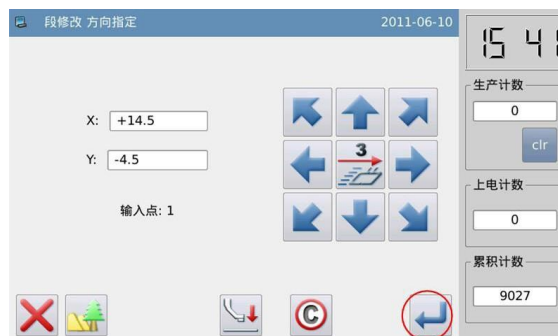 段修改 方向指定 2011-06-10
15 41
生产计数
0
clr
X: +14.5
Y: -4.5
3
输入点: 1
上电计数
0
累积计数
9027
C